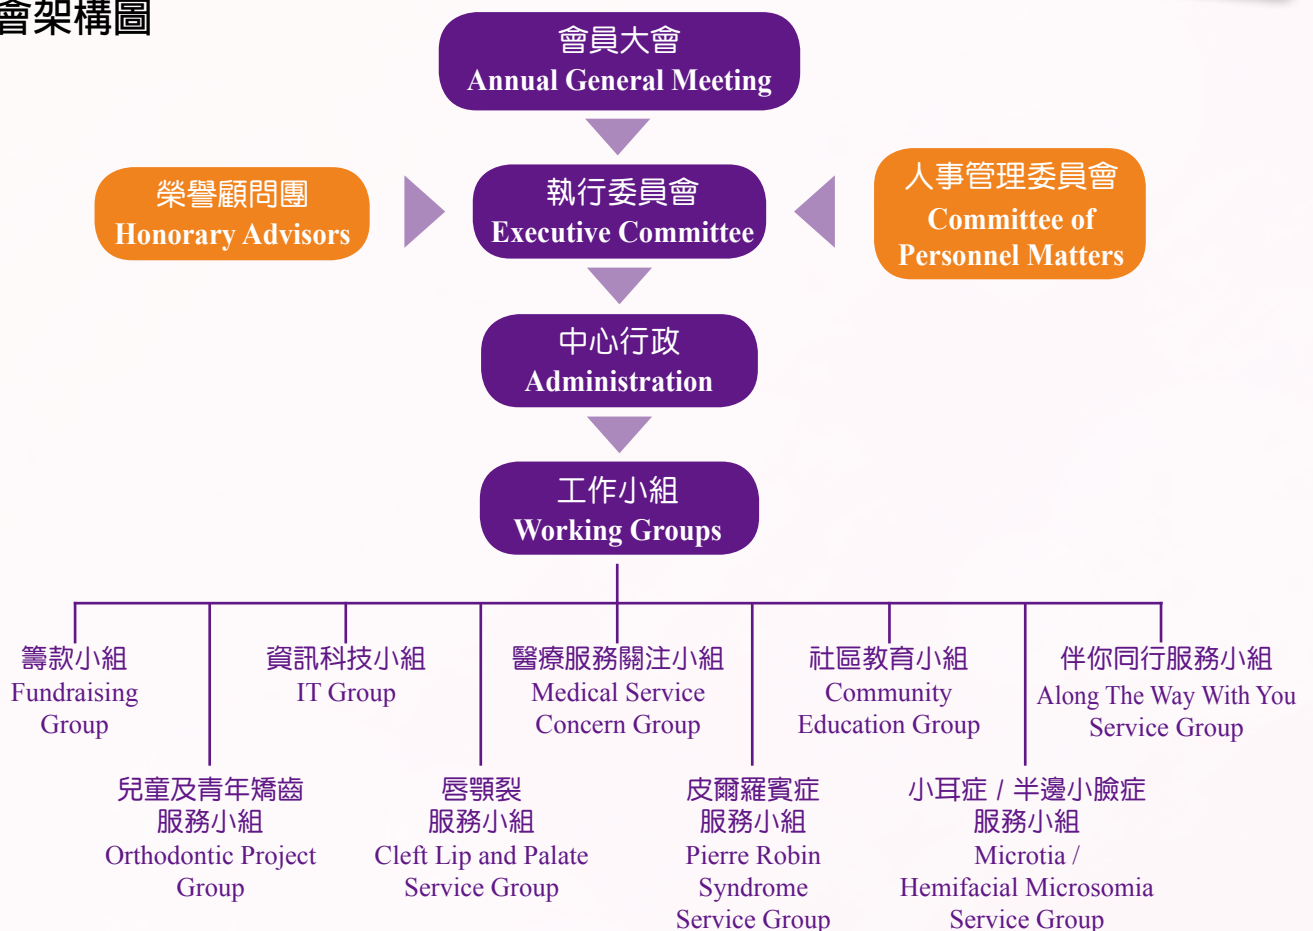 會架構圖
會員大會
Annual General Meeting
榮譽顧問團
Honorary Advisors
執行委員會
Executive Committee
人事管理委員會
Committee of
Personnel Matters
中心行政
Administration
工作小組
Working Groups
籌款小組
Fundraising
Group
資訊科技小組
IT Group
醫療服務關注小組
Medical Service
Concern Group
社區教育小組
Community
Education Group
伴你同行服務小組
Along The Way With You
Service Group
兒童及青年矯齒
服務小組
Orthodontic Project
Group
唇顎裂
服務小組
Cleft Lip and Palate
Service Group
皮爾羅賓症
服務小組
Pierre Robin
Syndrome
Service Group
小耳症 / 半邊小臉症
服務小組
Microtia /
Hemifacial Microsomia
Service Group